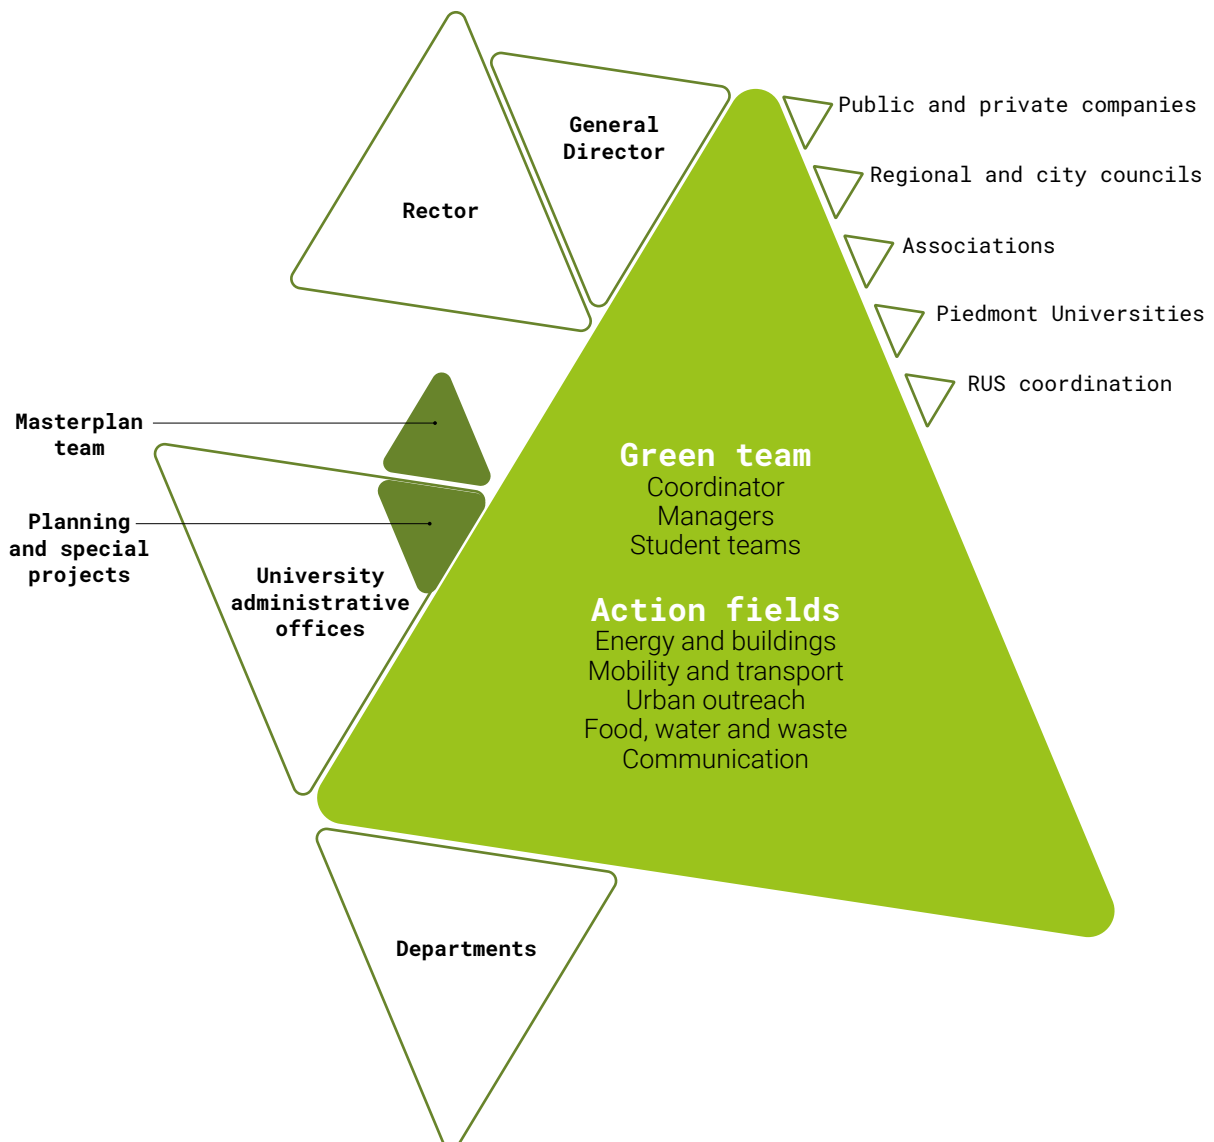 General
Director
Rector
Public and private companies
Regional and city councils
Associations
Piedmont Universities
RUS coordination
Masterplan
team
Planning
and special
projects
University
administrative
offices
Green team
Coordinator
Managers
Student teams
Action fields
Energy and buildings
Mobility and transport
Urban outreach
Food, water and waste
Communication
Departments